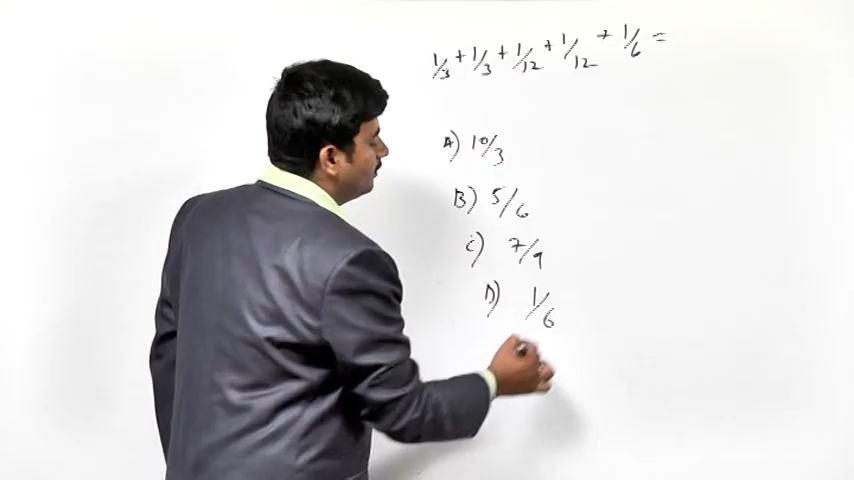 1/3 + 1/3 + 1/12 + 1/12 + 1/6 =
A) 10/3
B) 5/6
C) 7/9
D) 1/6